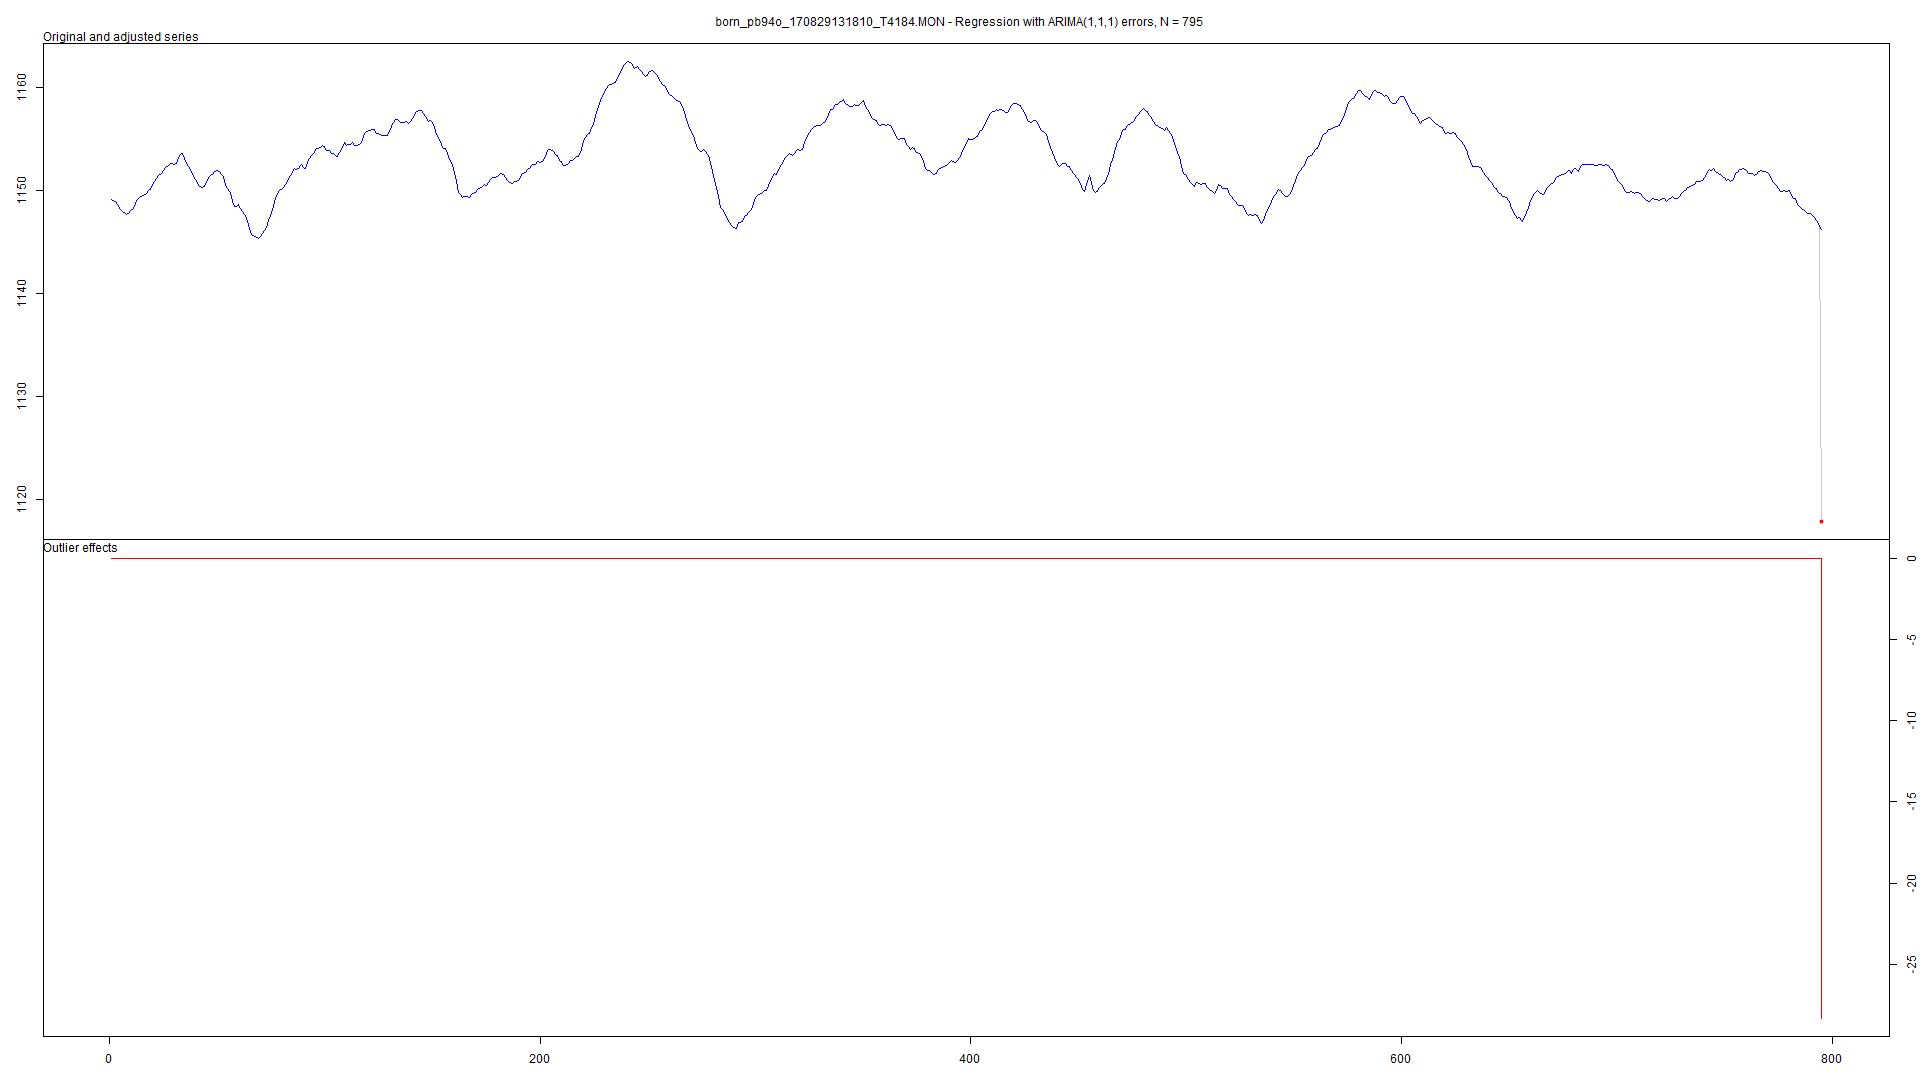 born_pb94o_170829131810_T4184.MON - Regression with ARIMA(1,1,1) errors, N = 795
Original and adjusted series
1160
1150
1140
1130
1120
Outlier effects
0
-5
-10
-15
-20
-25
0 200 400 600 800